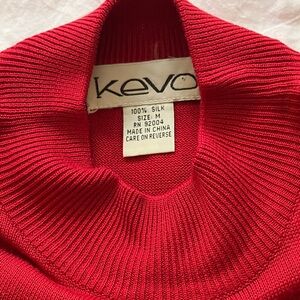 Kevo
100% SILK
SIZE: M
RN 92004
MADE IN CHINA
CARE ON REVERSE